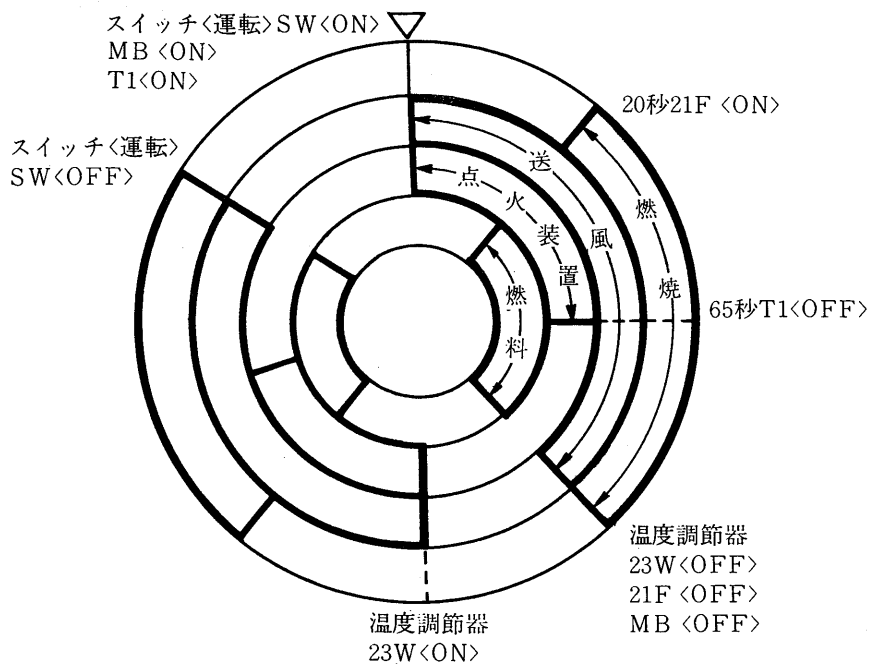 スイッチ〈運転〉SW〈ON〉
MB〈ON〉
T1〈ON〉
スイッチ〈運転〉
SW〈OFF〉
20秒21F〈ON〉
送風
点火装置
燃焼
燃料
65秒T1〈OFF〉
温度調節器
23W〈OFF〉
21F〈OFF〉
MB〈OFF〉
温度調節器
23W〈ON〉